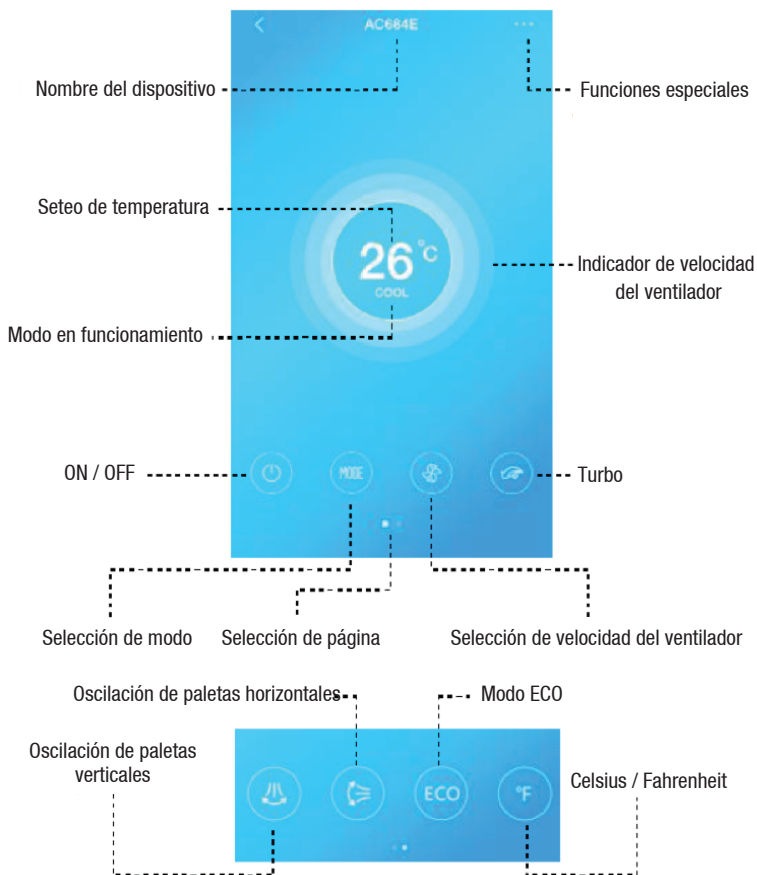 AC684E
Nombre del dispositivo
Funciones especiales
Seteo de temperatura
26°C
COOL
Indicador de velocidad
del ventilador
Modo en funcionamiento
ON / OFF
MODE
Turbo
Selección de modo
Selección de página
Selección de velocidad del ventilador
Oscilación de paletas horizontales
Modo ECO
Oscilación de paletas
verticales
ECO
°F
Celsius / Fahrenheit